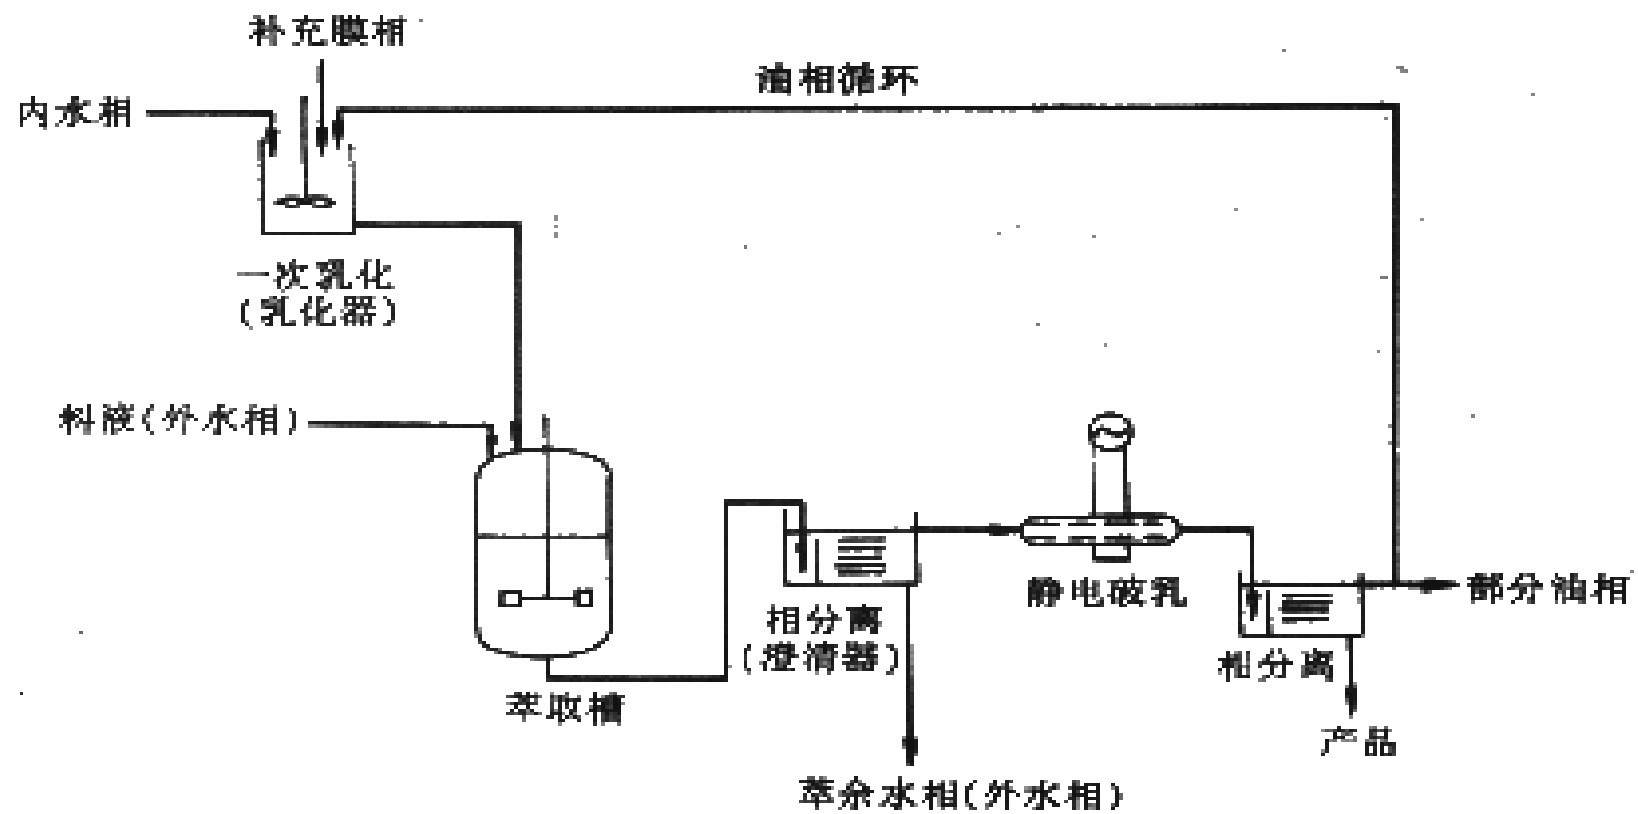 补充膜相
油相循环
内水相
一次乳化
(乳化器)
料液(外水相)
静电破乳
部分油相
相分离
(澄清器)
相分离
萃取槽
产品
萃余水相(外水相)